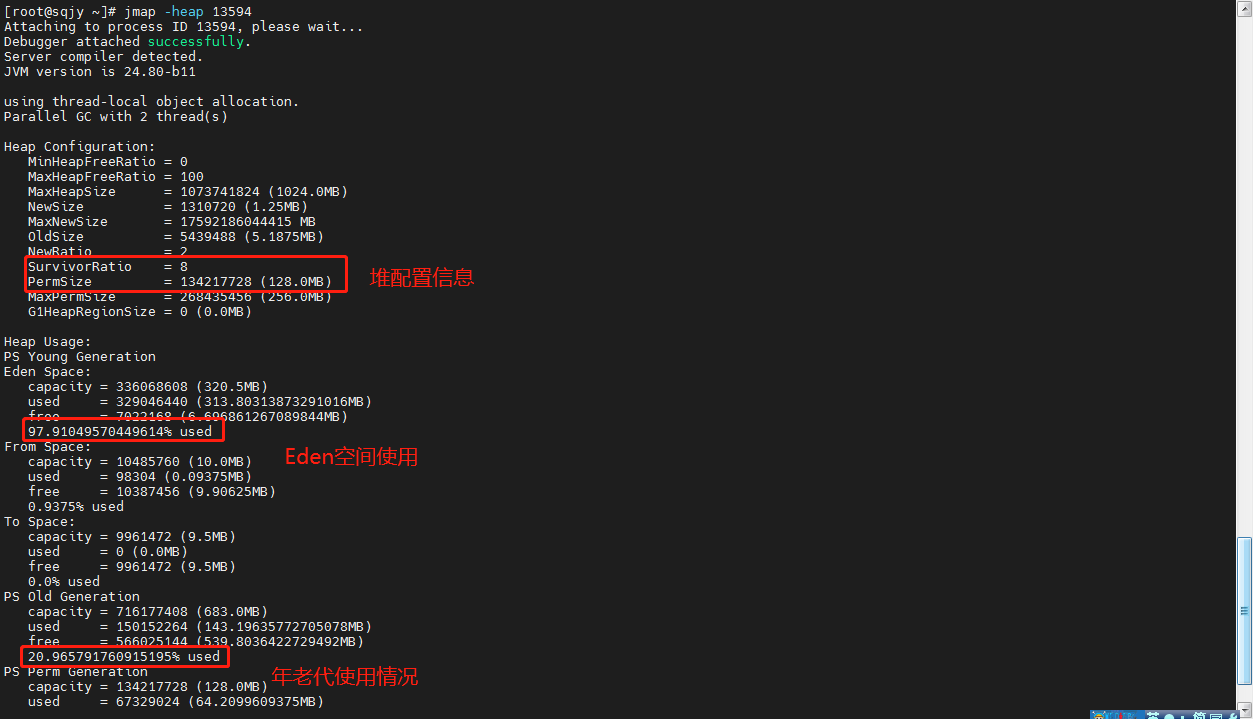 [root@sqjy ~]# jmap -heap 13594
Attaching to process ID 13594, please wait...
Debugger attached successfully.
Server compiler detected.
JVM version is 24.80-b11
using thread-local object allocation.
Parallel GC with 2 thread(s)
Heap Configuration:
MinHeapFreeRatio = 0
MaxHeapFreeRatio = 100
MaxHeapSize      = 1073741824 (1024.0MB)
NewSize          = 1310720 (1.25MB)
MaxNewSize       = 17592186044415 MB
OldSize          = 5439488 (5.1875MB)
NewRatio         = 2
SurvivorRatio    = 8
PermSize         = 134217728 (128.0MB)
堆配置信息
MaxPermSize      = 268435456 (256.0MB)
G1HeapRegionSize = 0 (0.0MB)
Heap Usage:
PS Young Generation
Eden Space:
capacity = 336068608 (320.5MB)
used     = 329046440 (313.80313873291016MB)
free     = 7022168 (6.696861267089844MB)
97.91049570449614% used
From Space:
Eden空间使用
capacity = 10485760 (10.0MB)
used     = 98304 (0.09375MB)
free     = 10387456 (9.90625MB)
0.9375% used
To Space:
capacity = 9961472 (9.5MB)
used     = 0 (0.0MB)
free     = 9961472 (9.5MB)
0.0% used
PS Old Generation
capacity = 716177408 (683.0MB)
used     = 150152264 (143.19635772705078MB)
free     = 566025144 (539.8036422729492MB)
20.965791760915195% used
PS Perm Generation
年老代使用情况
capacity = 134217728 (128.0MB)
used     = 67329024 (64.2099609375MB)